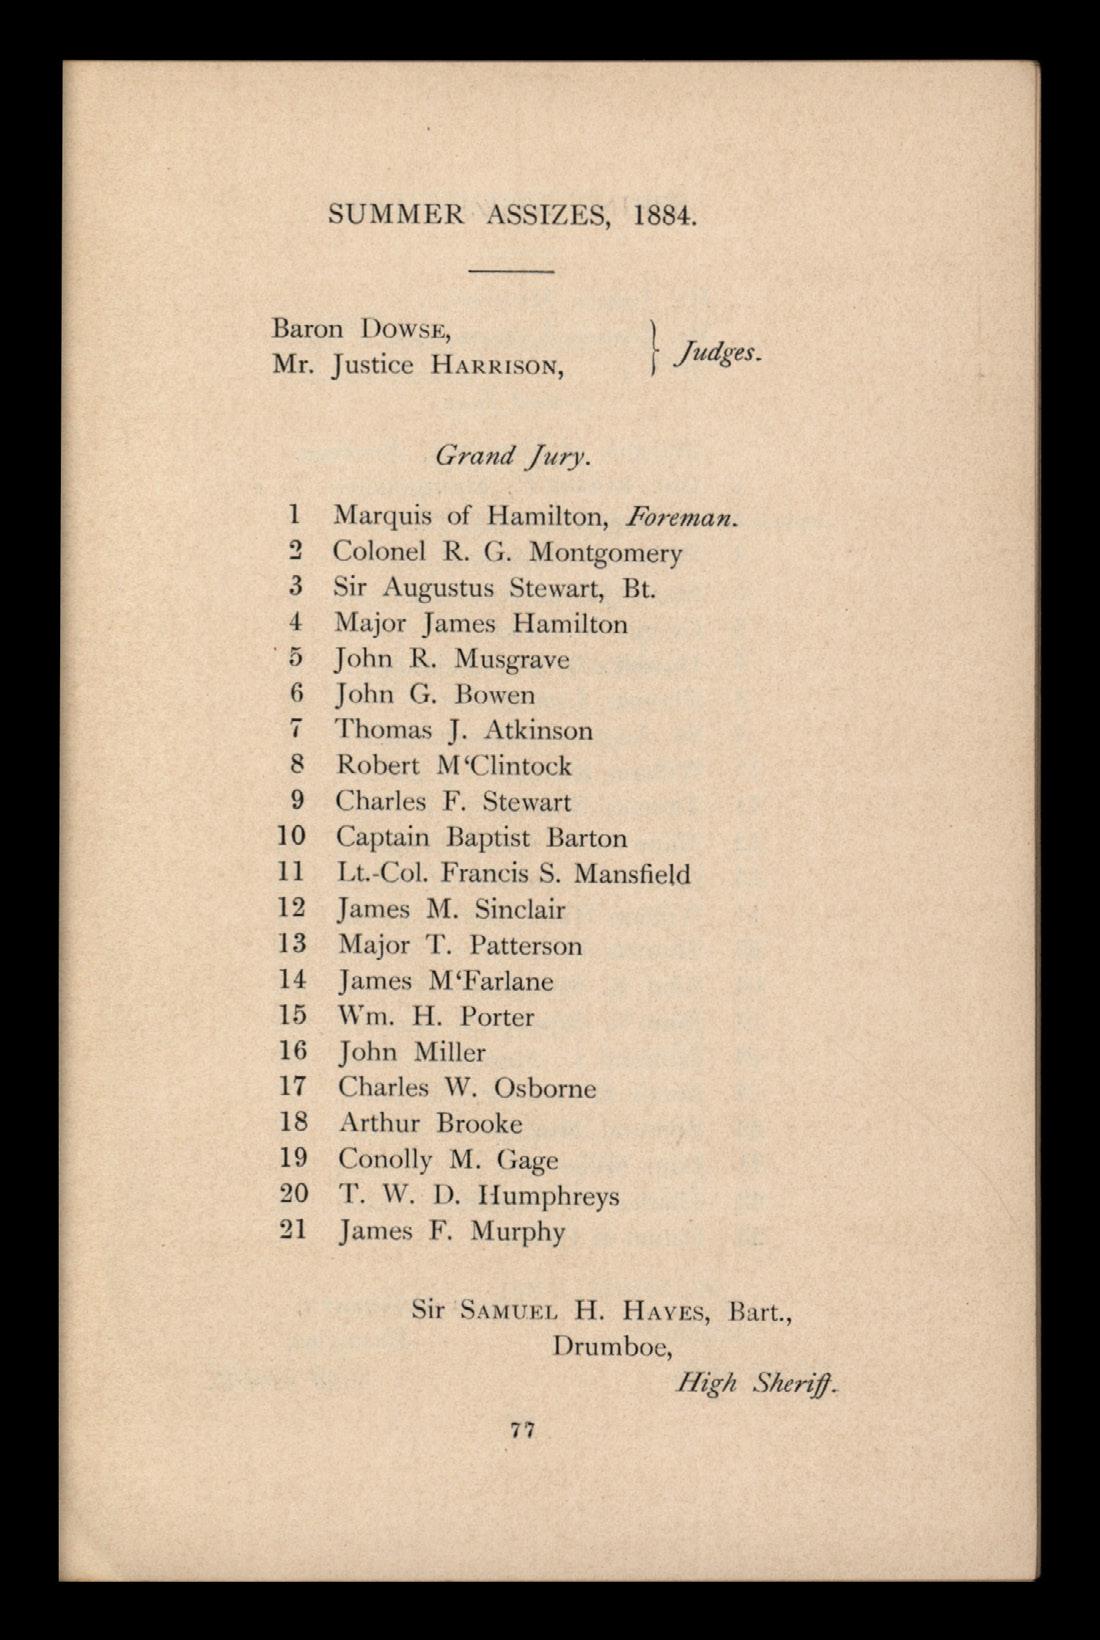 SUMMER ASSIZES, 1884.
Baron DOWSE,
Mr. Justice HARRISON,
} Judges.
Grand Jury.
1 Marquis of Hamilton, Foreman.
2 Colonel R. G. Montgomery
3 Sir Augustus Stewart, Bt.
4 Major James Hamilton
5 John R. Musgrave
6 John G. Bowen
7 Thomas J. Atkinson
8 Robert M‘Clintock
9 Charles F. Stewart
10 Captain Baptist Barton
11 Lt.-Col. Francis S. Mansfield
12 James M. Sinclair
13 Major T. Patterson
14 James M‘Farlane
15 Wm. H. Porter
16 John Miller
17 Charles W. Osborne
18 Arthur Brooke
19 Conolly M. Gage
20 T. W. D. Humphreys
21 James F. Murphy
Sir SAMUEL H. HAYES, Bart.,
Drumboe,
High Sheriff.
77